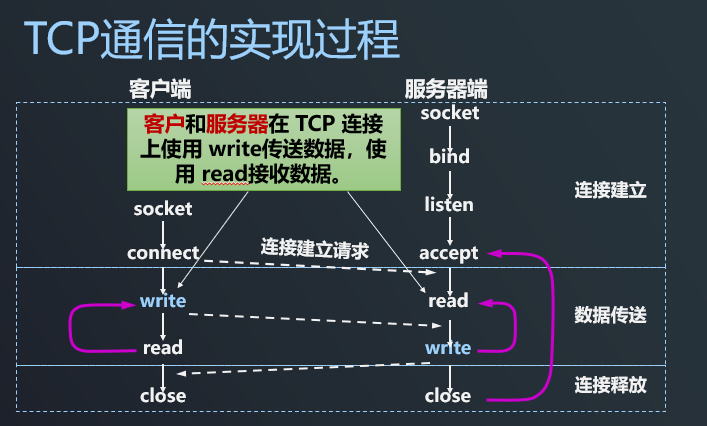 TCP通信的实现过程
客户端
服务器端
客户和服务器在 TCP 连接
上使用 write传送数据，使
用 read接收数据。
socket
bind
listen
连接建立
socket
connect
连接建立请求
accept
write
read
数据传送
read
write
close
close
连接释放